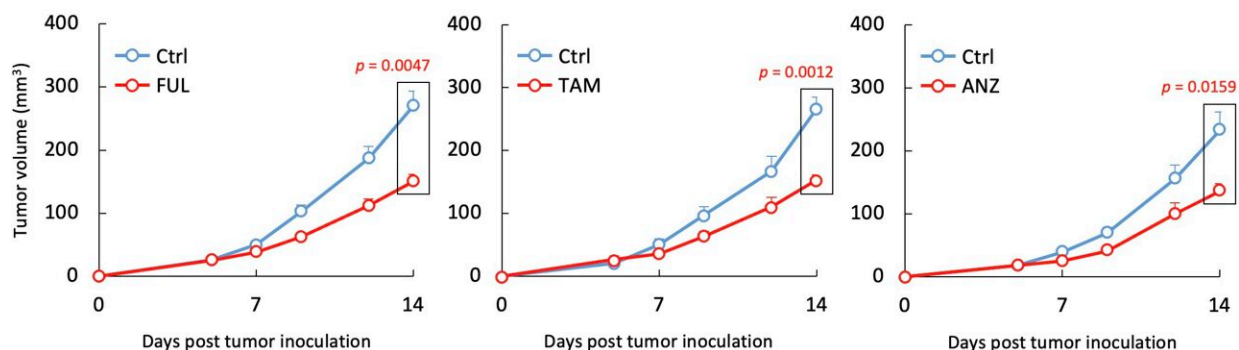 Tumor volume (mm³)
400
300
200
100
0
Ctrl
FUL
p = 0.0047
0
7
14
Days post tumor inoculation
400
300
200
100
0
Ctrl
TAM
p = 0.0012
0
7
14
Days post tumor inoculation
400
300
200
100
0
Ctrl
ANZ
p = 0.0159
0
7
14
Days post tumor inoculation